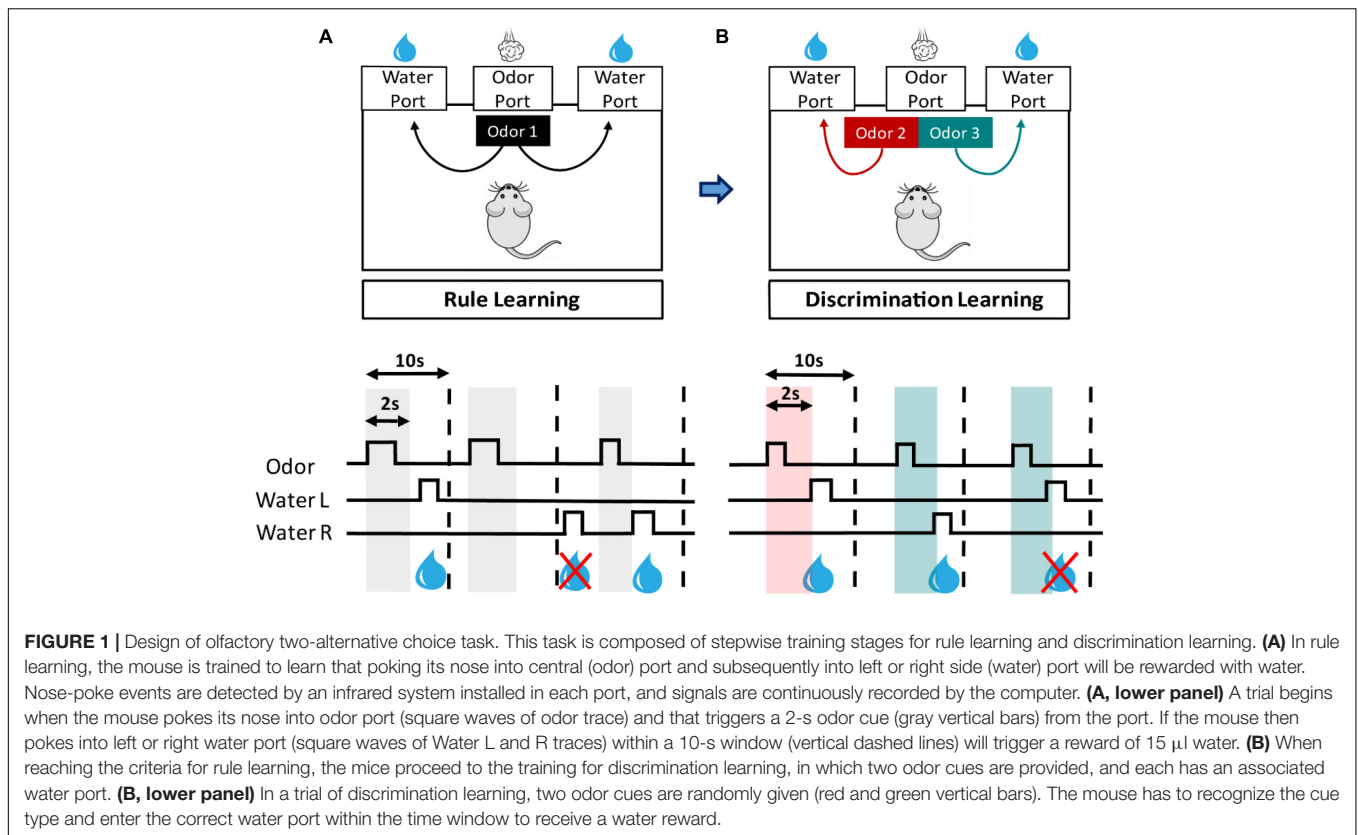 A
B
Water Port
Odor Port
Water Port
Water Port
Odor Port
Water Port
Odor 1
Odor 2
Odor 3
Rule Learning
Discrimination Learning
10s
2s
10s
2s
Odor
Water L
Water R
FIGURE 1 | Design of olfactory two-alternative choice task. This task is composed of stepwise training stages for rule learning and discrimination learning. (A) In rule
learning, the mouse is trained to learn that poking its nose into central (odor) port and subsequently into left or right side (water) port will be rewarded with water.
Nose-poke events are detected by an infrared system installed in each port, and signals are continuously recorded by the computer. (A, lower panel) A trial begins
when the mouse pokes its nose into odor port (square waves of odor trace) and that triggers a 2-s odor cue (gray vertical bars) from the port. If the mouse then
pokes into left or right water port (square waves of Water L and R traces) within a 10-s window (vertical dashed lines) will trigger a reward of 15 μl water. (B) When
reaching the criteria for rule learning, the mice proceed to the training for discrimination learning, in which two odor cues are provided, and each has an associated
water port. (B, lower panel) In a trial of discrimination learning, two odor cues are randomly given (red and green vertical bars). The mouse has to recognize the cue
type and enter the correct water port within the time window to receive a water reward.